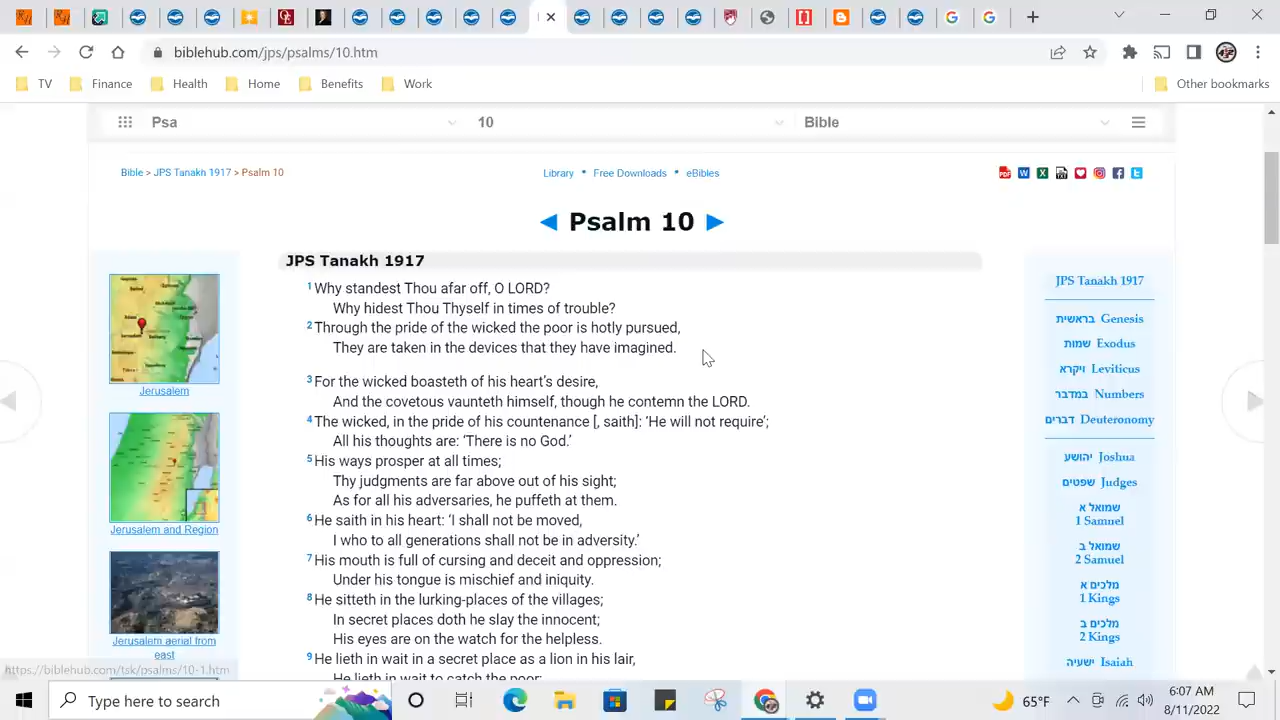 biblehub.com/jps/psalms/10.htm
TV Finance Health Home Benefits Work Other bookmarks
Psa 10 Bible
Bible > JPS Tanakh 1917 > Psalm 10
Library • Free Downloads • eBibles
◄ Psalm 10 ►
JPS Tanakh 1917
1 Why standest Thou afar off, O LORD?
Why hidest Thou Thyself in times of trouble?
2 Through the pride of the wicked the poor is hotly pursued,
They are taken in the devices that they have imagined.
3 For the wicked boasteth of his heart's desire,
And the covetous vaunteth himself, though he contemn the LORD.
4 The wicked, in the pride of his countenance [, saith]: 'He will not require';
All his thoughts are: 'There is no God.'
5 His ways prosper at all times;
Thy judgments are far above out of his sight;
As for all his adversaries, he puffeth at them.
6 He saith in his heart: 'I shall not be moved,
I who to all generations shall not be in adversity.'
7 His mouth is full of cursing and deceit and oppression;
Under his tongue is mischief and iniquity.
8 He sitteth in the lurking-places of the villages;
In secret places doth he slay the innocent;
His eyes are on the watch for the helpless.
9 He lieth in wait in a secret place as a lion in his lair,
He lieth in wait to catch the poor;
Jerusalem
Jerusalem and Region
Jerusalem aerial from
east
JPS Tanakh 1917
בראשית Genesis
שמות Exodus
ויקרא Leviticus
במדבר Numbers
דברים Deuteronomy
יהושע Joshua
שפטים Judges
שמואל א
1 Samuel
שמואל ב
2 Samuel
מלכים א
1 Kings
מלכים ב
2 Kings
ישעיה Isaiah
https://biblehub.com/tsk/psalms/10-1.htm
Type here to search
65°F
6:07 AM
8/11/2022